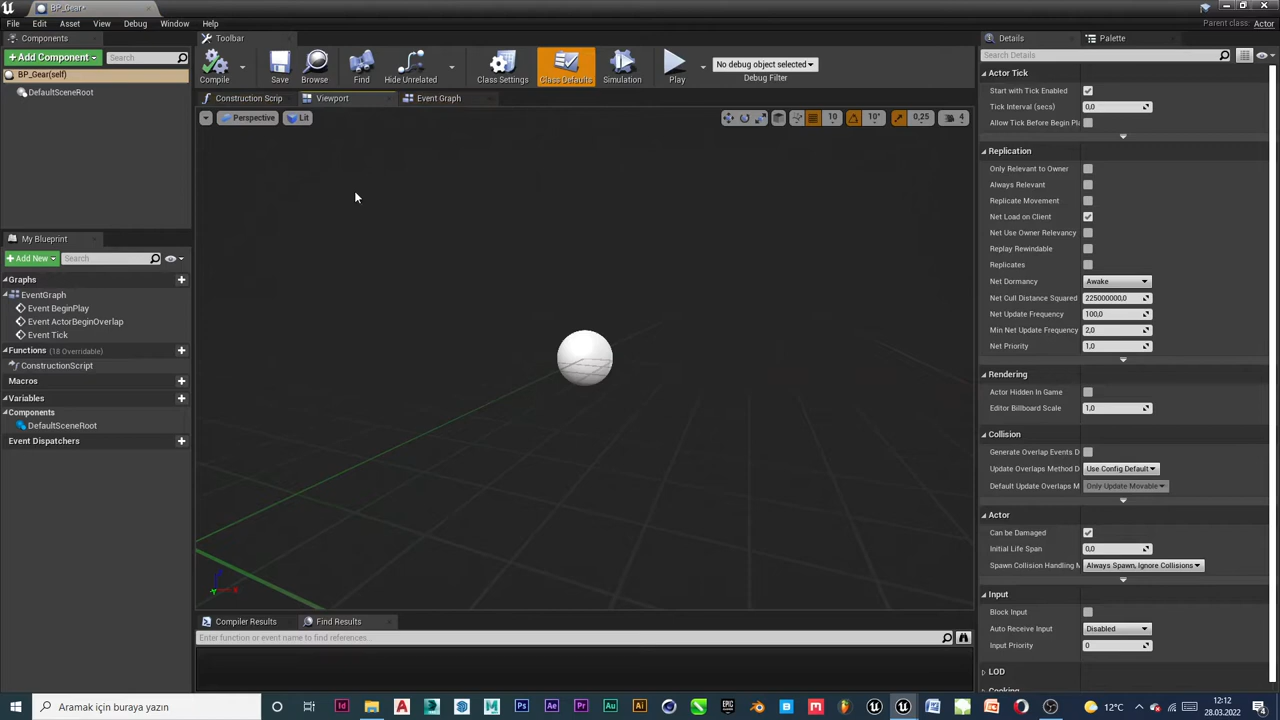 BP_Gear*
File Edit Asset View Debug Window Help
Parent class: Actor
Components
Toolbar
Details
Palette
Add Component
Search
Search Details
BP_Gear(self)
DefaultSceneRoot
Compile
Save
Browse
Find
Hide Unrelated
Class Settings
Class Defaults
Simulation
Play
No debug object selected
Debug Filter
Construction Scrip
Viewport
Event Graph
Perspective
Lit
10
10°
0,25
4
My Blueprint
Add New
Search
Graphs
EventGraph
Event BeginPlay
Event ActorBeginOverlap
Event Tick
Functions (18 Overridable)
ConstructionScript
Macros
Variables
Components
DefaultSceneRoot
Event Dispatchers
Actor Tick
Start with Tick Enabled
Tick Interval (secs) 0,0
Allow Tick Before Begin Pl
Replication
Only Relevant to Owner
Always Relevant
Replicate Movement
Net Load on Client
Net Use Owner Relevancy
Replay Rewindable
Replicates
Net Dormancy Awake
Net Cull Distance Squared 225000000,0
Net Update Frequency 100,0
Min Net Update Frequency 2,0
Net Priority 1,0
Rendering
Actor Hidden In Game
Editor Billboard Scale 1,0
Collision
Generate Overlap Events D
Update Overlaps Method D Use Config Default
Default Update Overlaps M Only Update Movable
Actor
Can be Damaged
Initial Life Span 0,0
Spawn Collision Handling M Always Spawn, Ignore Collisions
Input
Block Input
Auto Receive Input Disabled
Input Priority 0
LOD
Cooking
Compiler Results
Find Results
Enter function or event name to find references...
Aramak için buraya yazın
12°C
12:12
28.03.2022